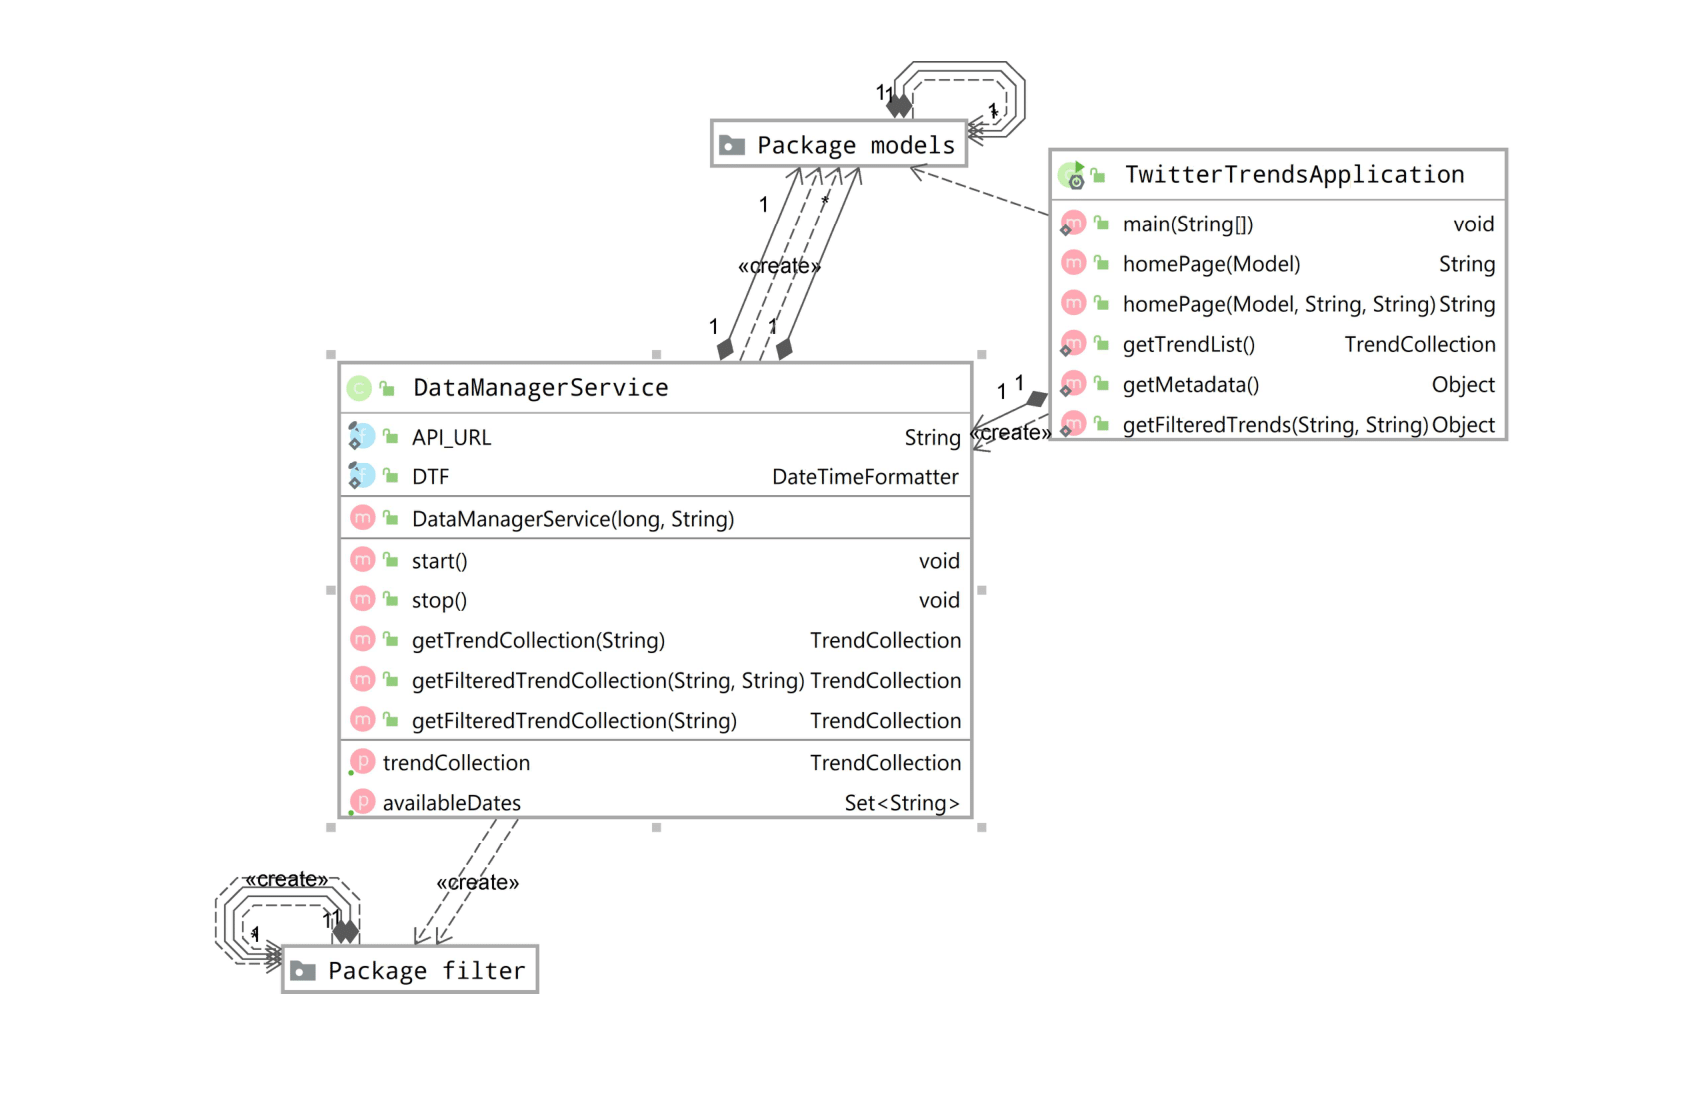 11
*
1
Package models
1
*
«create»
1
1
TwitterTrendsApplication
main(String[]) void
homePage(Model) String
homePage(Model, String, String) String
getTrendList() TrendCollection
getMetadata() Object
getFilteredTrends(String, String) Object
1 1
«create»
DataManagerService
API_URL String
DTF DateTimeFormatter
DataManagerService(long, String)
start() void
stop() void
getTrendCollection(String) TrendCollection
getFilteredTrendCollection(String, String) TrendCollection
getFilteredTrendCollection(String) TrendCollection
trendCollection TrendCollection
availableDates Set<String>
«create»
«create»
11
*
1
Package filter